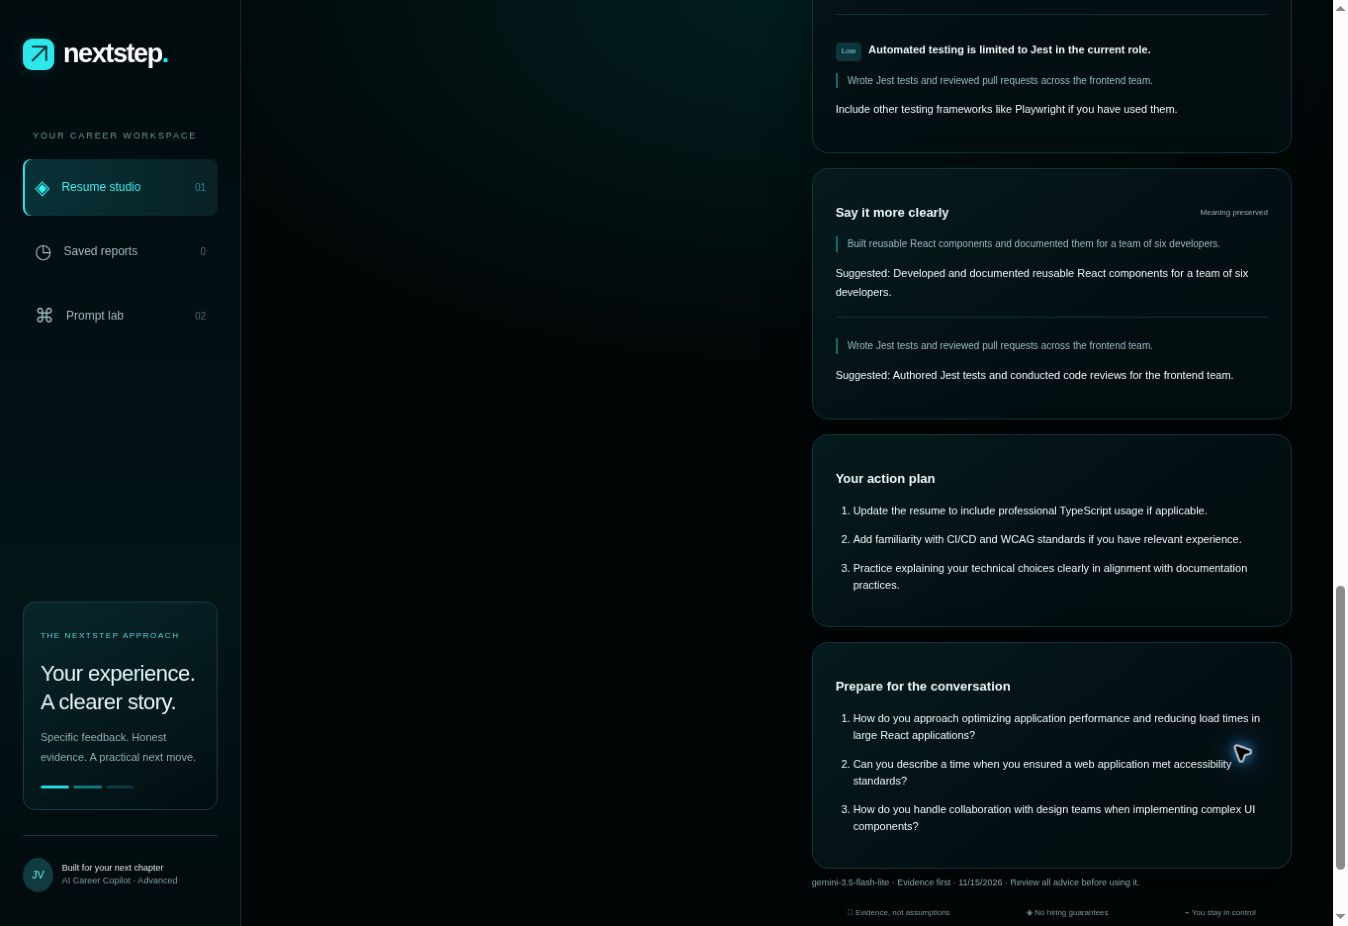 nextstep.
YOUR CAREER WORKSPACE
Resume studio 01
Saved reports 0
Prompt lab 02
THE NEXTSTEP APPROACH
Your experience.
A clearer story.
Specific feedback. Honest
evidence. A practical next move.
JV
Built for your next chapter
AI Career Copilot · Advanced
Low Automated testing is limited to Jest in the current role.
Wrote Jest tests and reviewed pull requests across the frontend team.
Include other testing frameworks like Playwright if you have used them.
Say it more clearly Meaning preserved
Built reusable React components and documented them for a team of six developers.
Suggested: Developed and documented reusable React components for a team of six
developers.
Wrote Jest tests and reviewed pull requests across the frontend team.
Suggested: Authored Jest tests and conducted code reviews for the frontend team.
Your action plan
1. Update the resume to include professional TypeScript usage if applicable.
2. Add familiarity with CI/CD and WCAG standards if you have relevant experience.
3. Practice explaining your technical choices clearly in alignment with documentation
practices.
Prepare for the conversation
1. How do you approach optimizing application performance and reducing load times in
large React applications?
2. Can you describe a time when you ensured a web application met accessibility
standards?
3. How do you handle collaboration with design teams when implementing complex UI
components?
gemini-3.5-flash-lite · Evidence first · 11/15/2026 · Review all advice before using it.
Evidence, not assumptions ◈ No hiring guarantees You stay in control